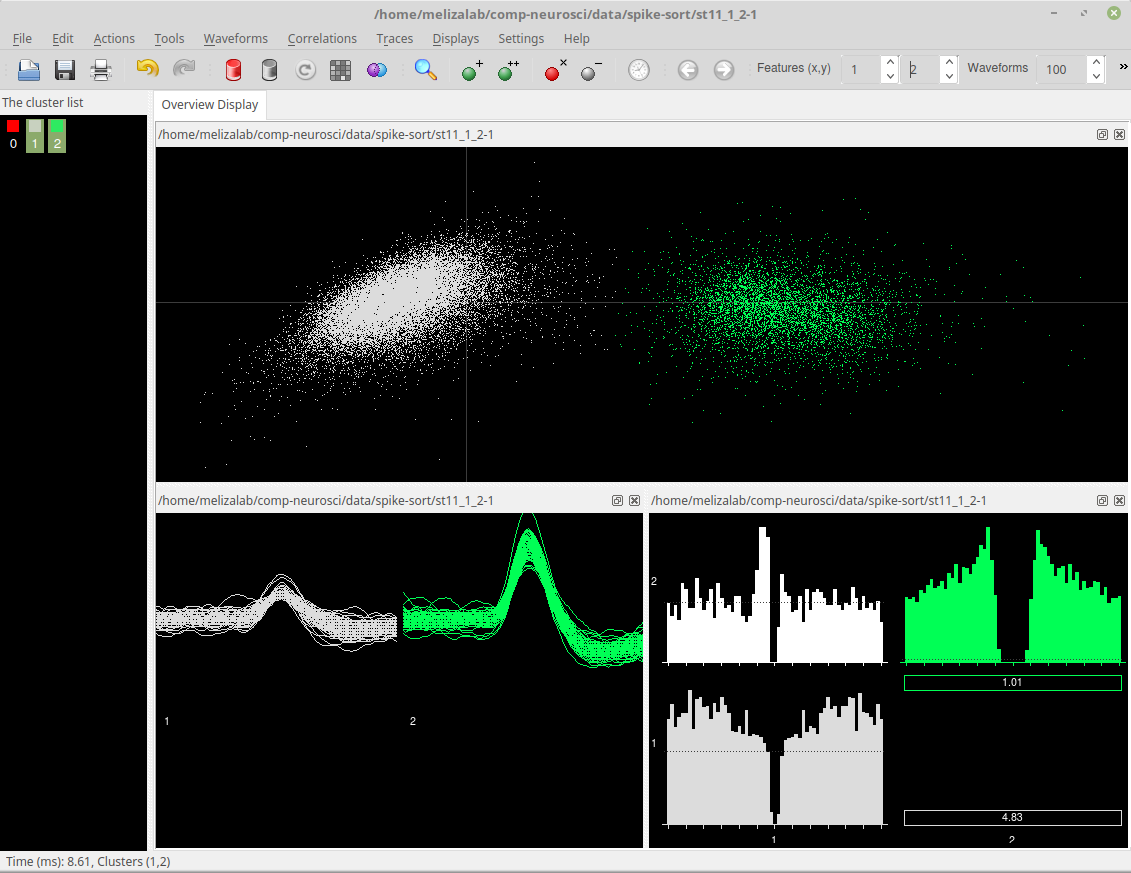 /home/melizalab/comp-neurosci/data/spike-sort/st11_1_2-1
File Edit Actions Tools Waveforms Correlations Traces Displays Settings Help
Features (x,y) 1 2 Waveforms 100 »
The cluster list
Overview Display
0 1 2
/home/melizalab/comp-neurosci/data/spike-sort/st11_1_2-1
/home/melizalab/comp-neurosci/data/spike-sort/st11_1_2-1
1 2
/home/melizalab/comp-neurosci/data/spike-sort/st11_1_2-1
2
1.01
1
4.83
1 2
Time (ms): 8.61, Clusters (1,2)